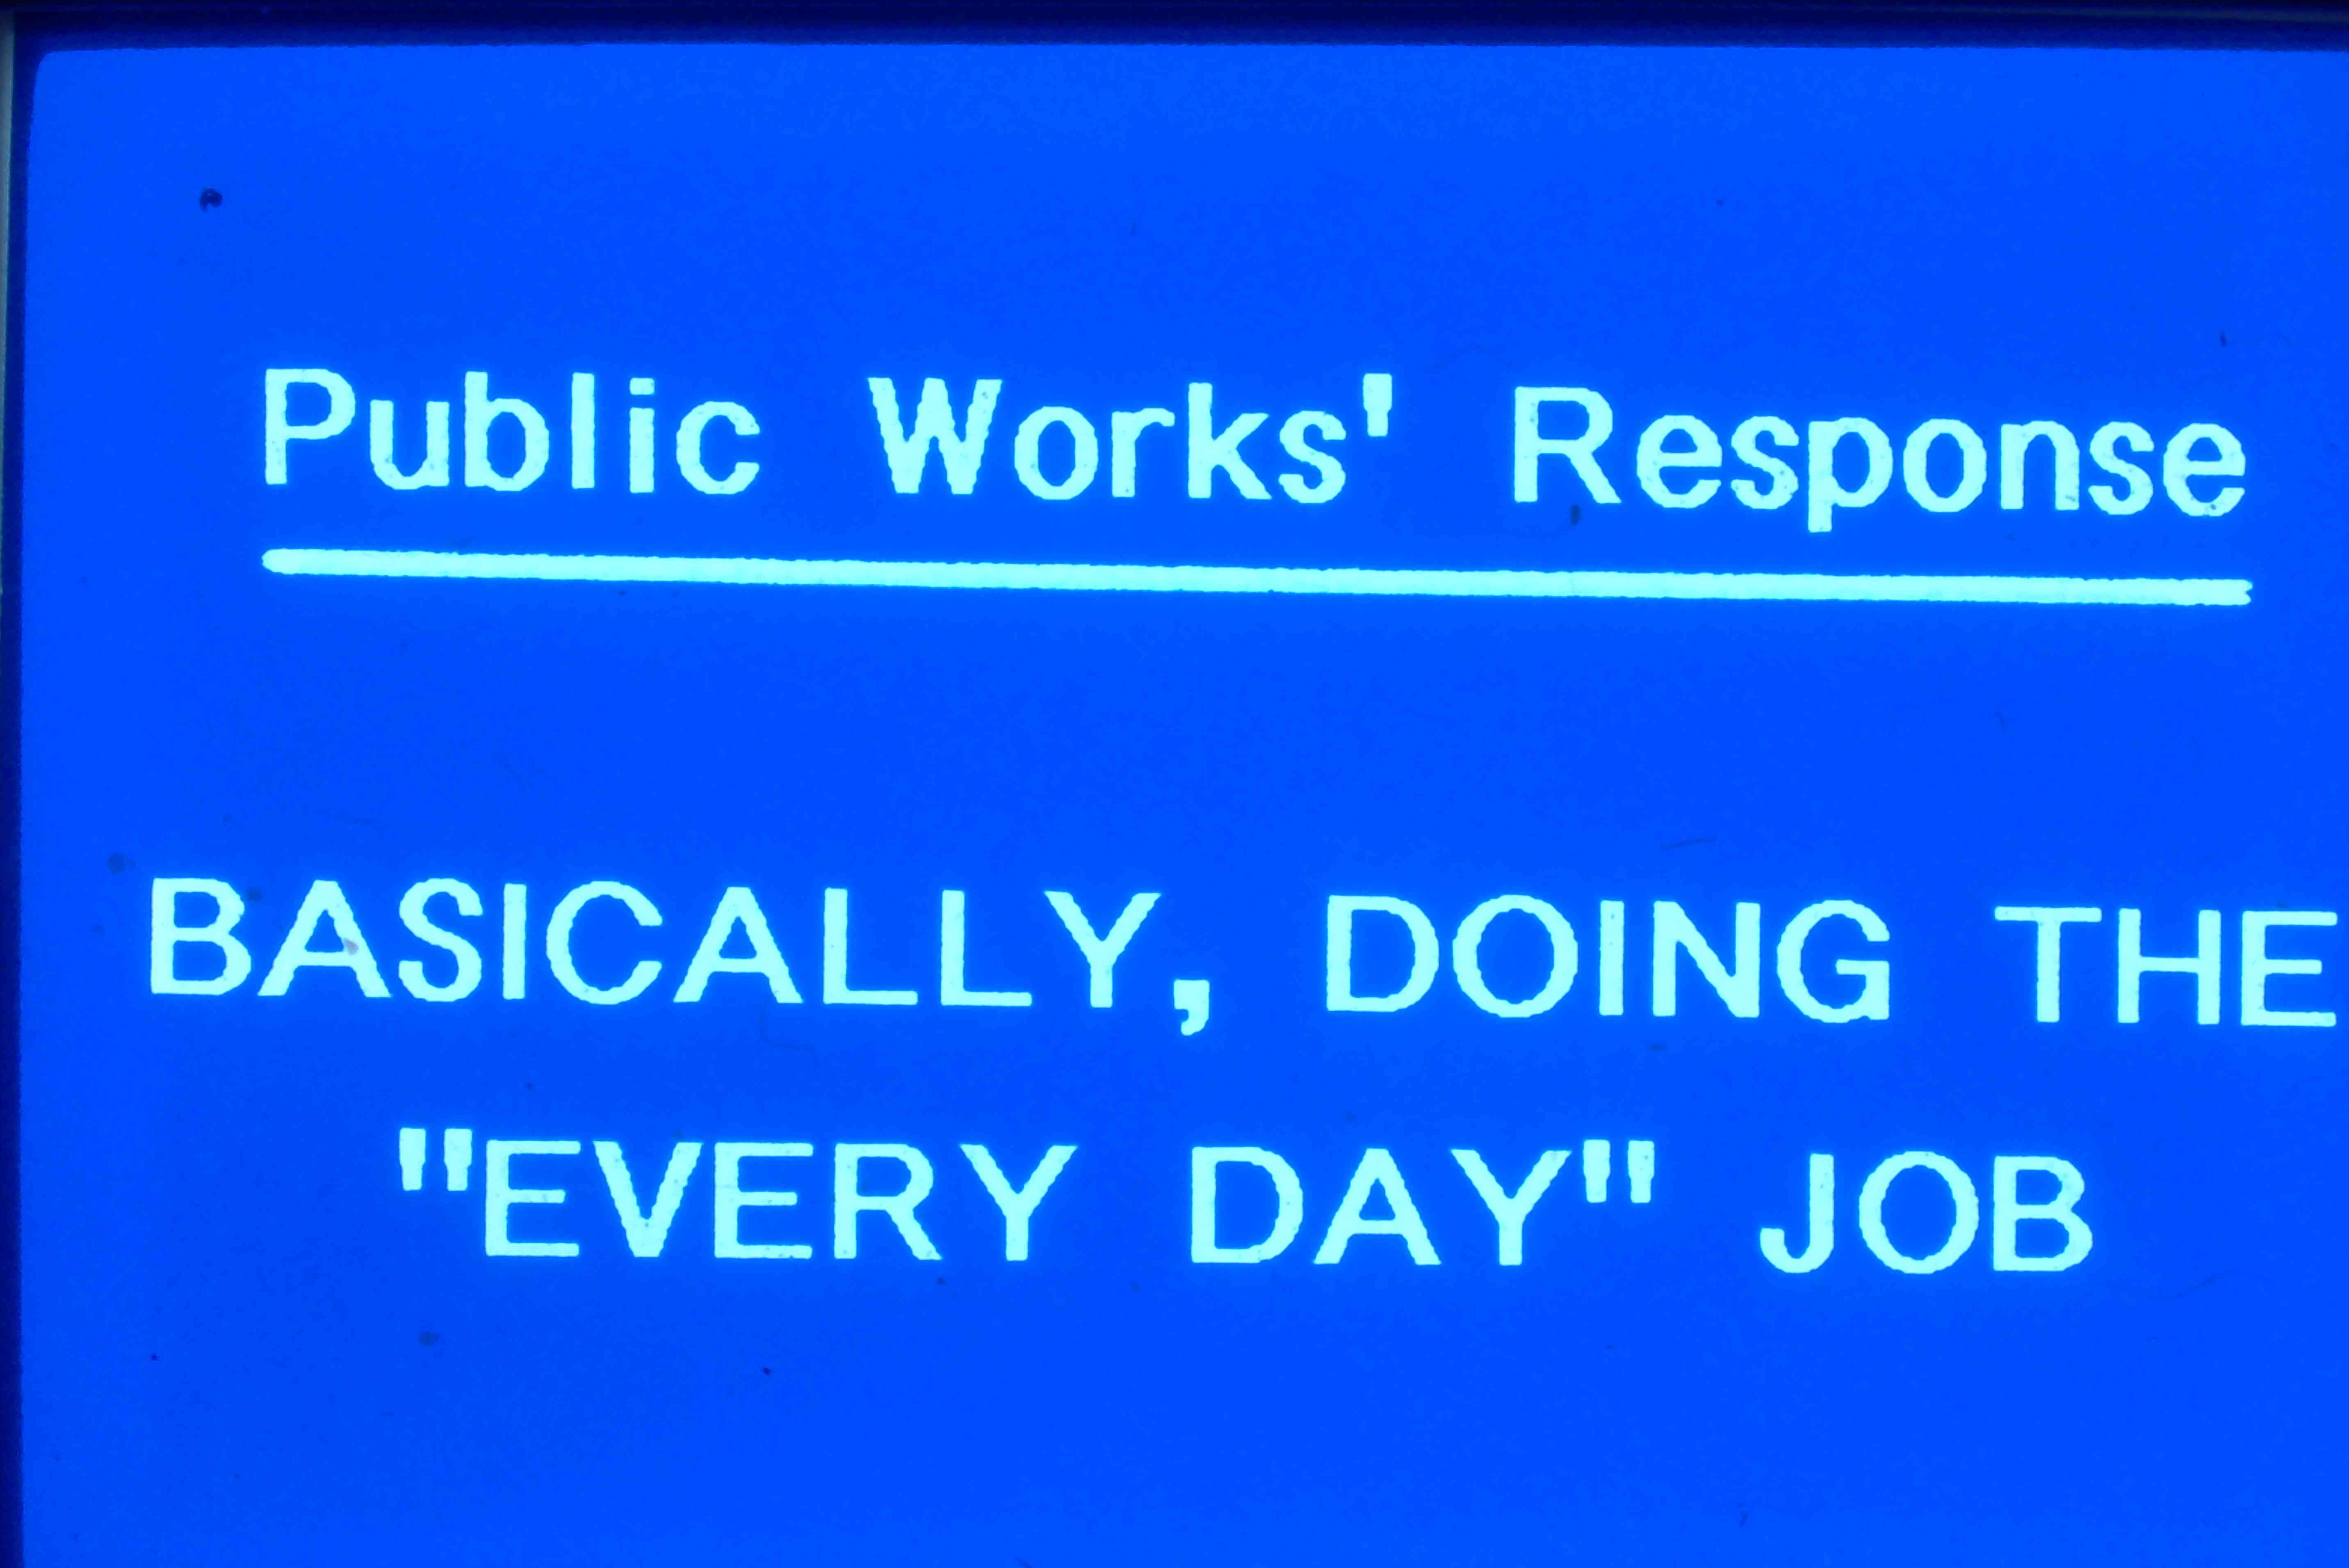 Public Works' Response
BASICALLY, DOING THE
"EVERY DAY" JOB